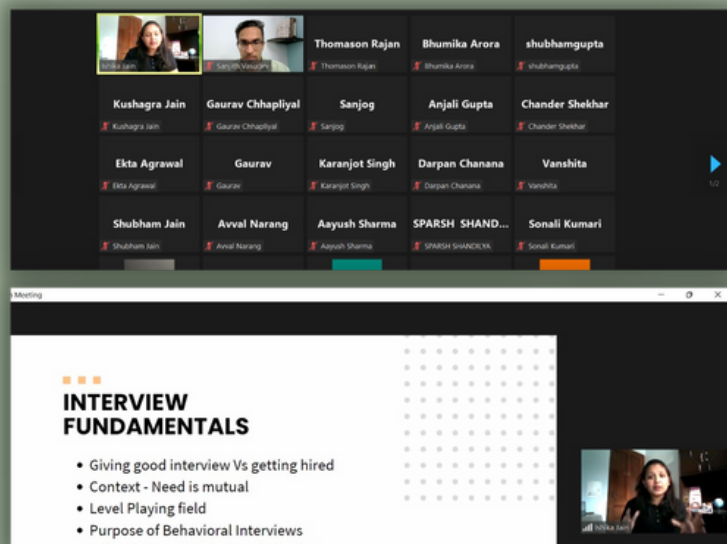 Thomason Rajan
Bhumika Arora
shubhamgupta
Ishika Jain
Sanjith Vasudev
Thomason Rajan
Bhumika Arora
shubhamgupta
Kushagra Jain
Gaurav Chhapliyal
Sanjog
Anjali Gupta
Chander Shekhar
Kushagra Jain
Gaurav Chhapliyal
Sanjog
Anjali Gupta
Chander Shekhar
Ekta Agrawal
Gaurav
Karanjot Singh
Darpan Chanana
Vanshita
1/2
Ekta Agrawal
Gaurav
Karanjot Singh
Darpan Chanana
Vanshita
Shubham Jain
Avval Narang
Aayush Sharma
SPARSH SHAND...
Sonali Kumari
Shubham Jain
Avval Narang
Aayush Sharma
SPARSH SHANDILYA
Sonali Kumari
Meeting
INTERVIEW
FUNDAMENTALS
• Giving good interview Vs getting hired
• Context - Need is mutual
• Level Playing field
• Purpose of Behavioral Interviews
Ishika Jain